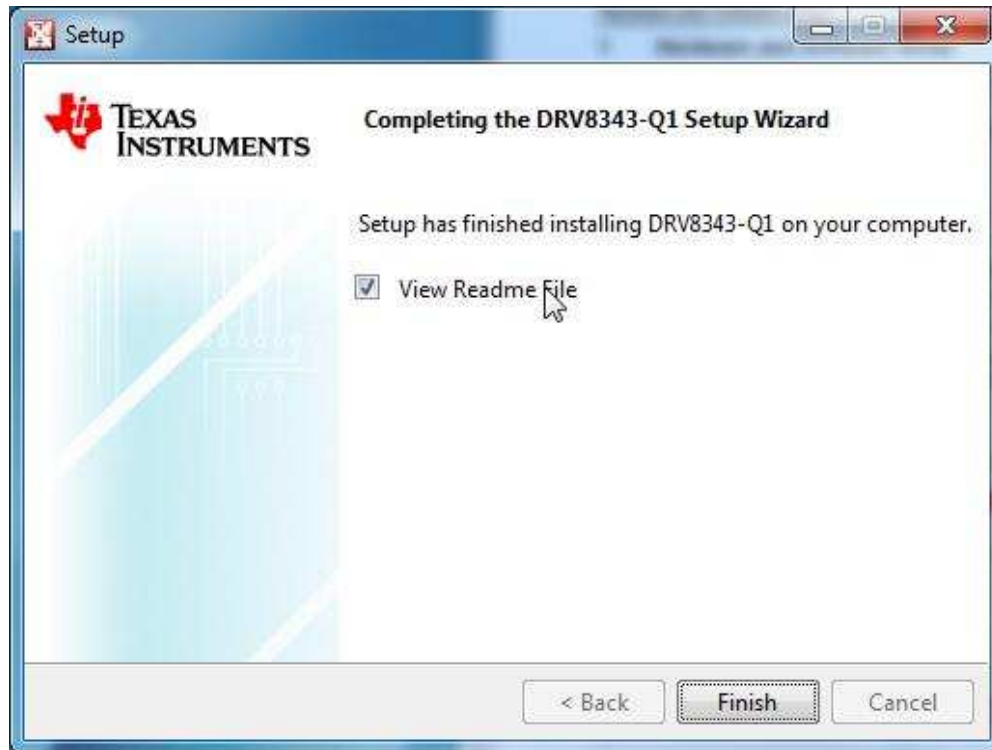 Setup
TEXAS
INSTRUMENTS
Completing the DRV8343-Q1 Setup Wizard
Setup has finished installing DRV8343-Q1 on your computer.
View Readme File
< Back
Finish
Cancel